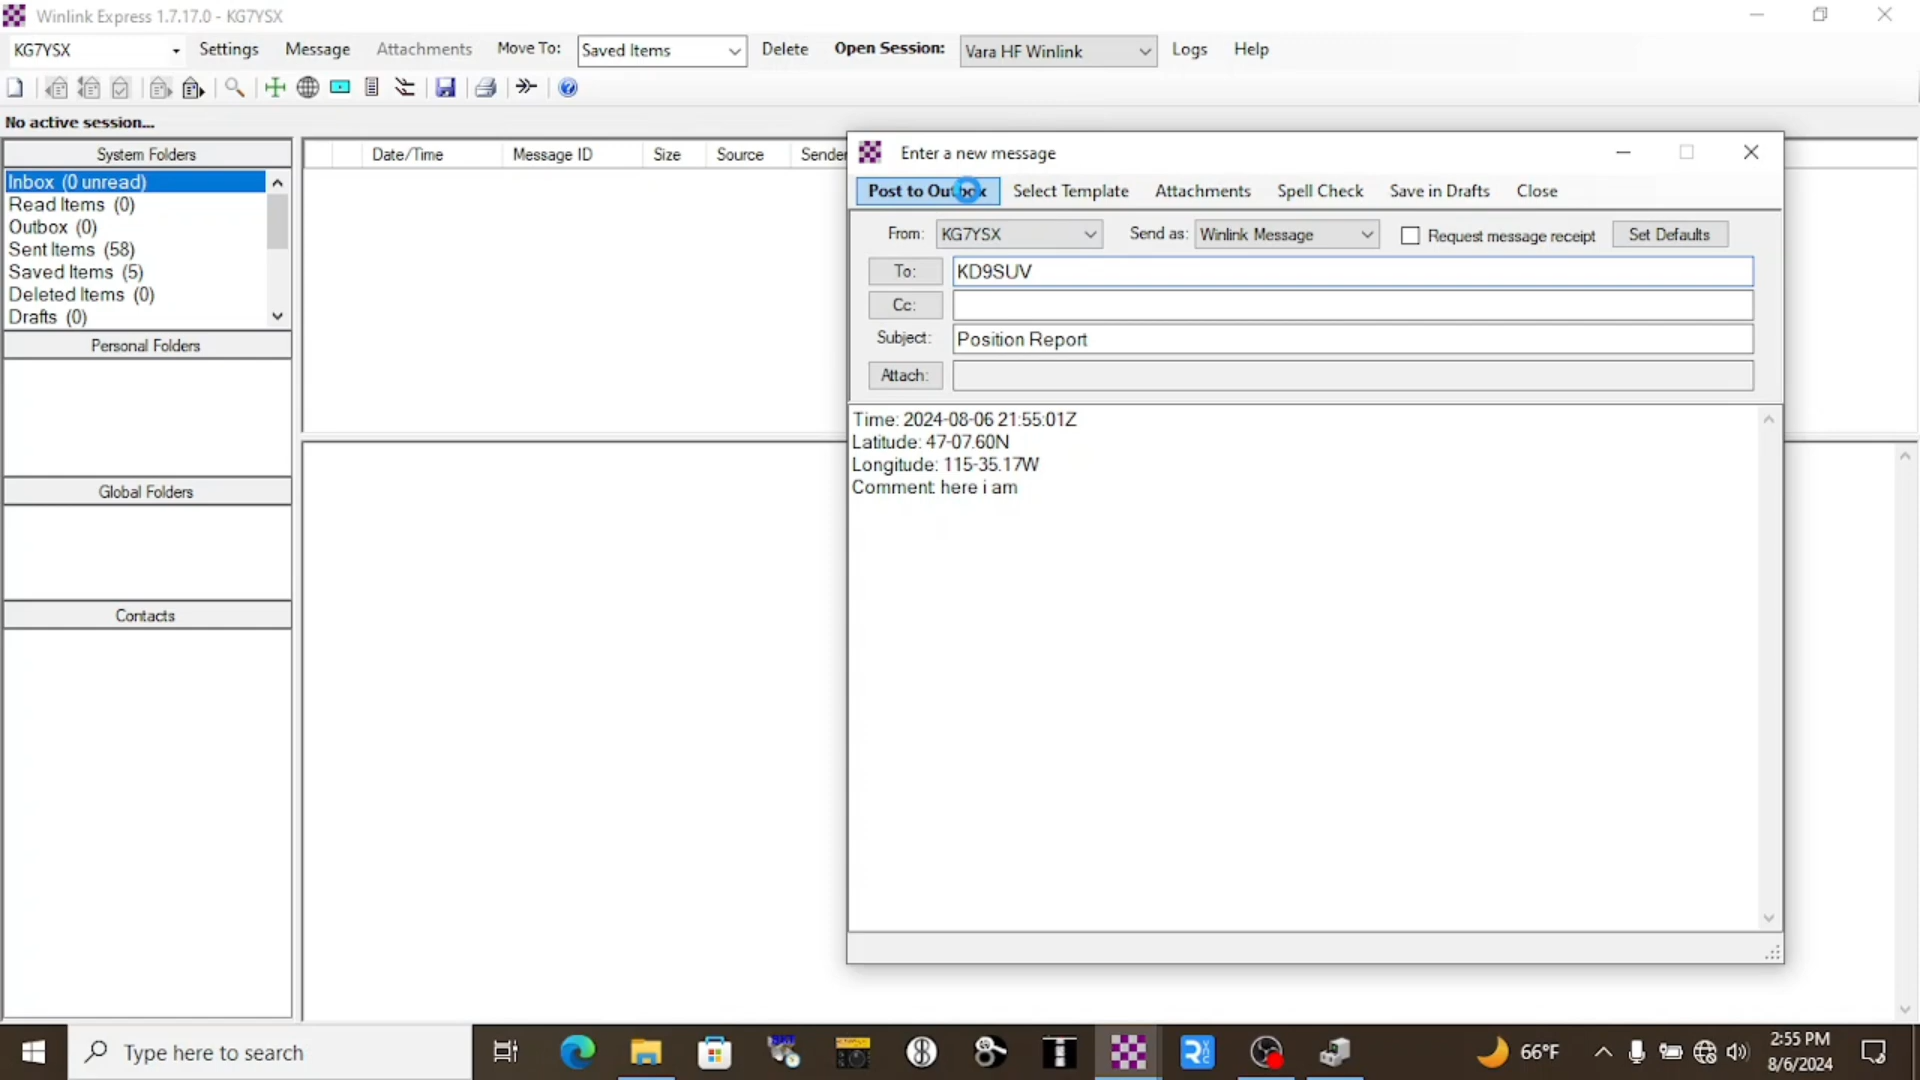 Winlink Express 1.7.17.0 - KG7YSX
KG7YSX Settings Message Attachments Move To: Saved Items Delete Open Session: Vara HF Winlink Logs Help
No active session...
System Folders
Inbox (0 unread)
Read Items (0)
Outbox (0)
Sent Items (58)
Saved Items (5)
Deleted Items (0)
Drafts (0)
Personal Folders
Global Folders
Contacts
Date/Time Message ID Size Source Sender
Enter a new message
Post to Outbox Select Template Attachments Spell Check Save in Drafts Close
From: KG7YSX Send as: Winlink Message Request message receipt Set Defaults
To: KD9SUV
Cc:
Subject: Position Report
Attach:
Time: 2024-08-06 21:55:01Z
Latitude: 47-07.60N
Longitude: 115-35.17W
Comment: here i am
Type here to search
66°F
2:55 PM
8/6/2024